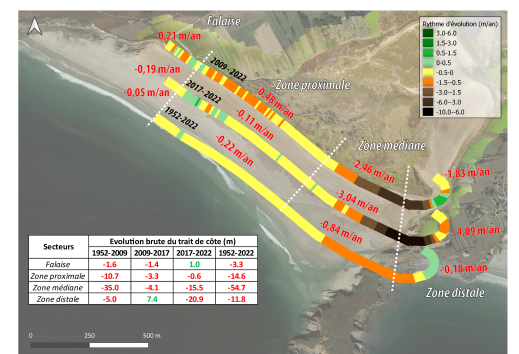 Falaise
-0,21 m/an
-0,19 m/an
-0,05 m/an
2009-2022
2017-2022
1952-2022
Zone proximale
-0,48 m/an
-0,11 m/an
-0,22 m/an
Zone médiane
-2,46 m/an
-3,04 m/an
-0,84 m/an
-1,83 m/an
-4,09 m/an
-0,18 m/an
Zone distale
Rythme d'évolution (m/an)
3.0-6.0
1.5-3.0
0.5-1.5
0-0.5
-0.5-0
-1.5--0.5
-3.0--1.5
-6.0--3.0
-10.0--6.0
Secteurs Evolution brute du trait de côte (m)
1952-2009 2009-2017 2017-2022 1952-2022
Falaise -1.6 -1.4 1.0 -3.3
Zone proximale -10.7 -3.3 -0.6 -14.6
Zone médiane -35.0 -4.1 -15.5 -54.7
Zone distale -5.0 7.4 -20.9 -11.8
0 250 500 m